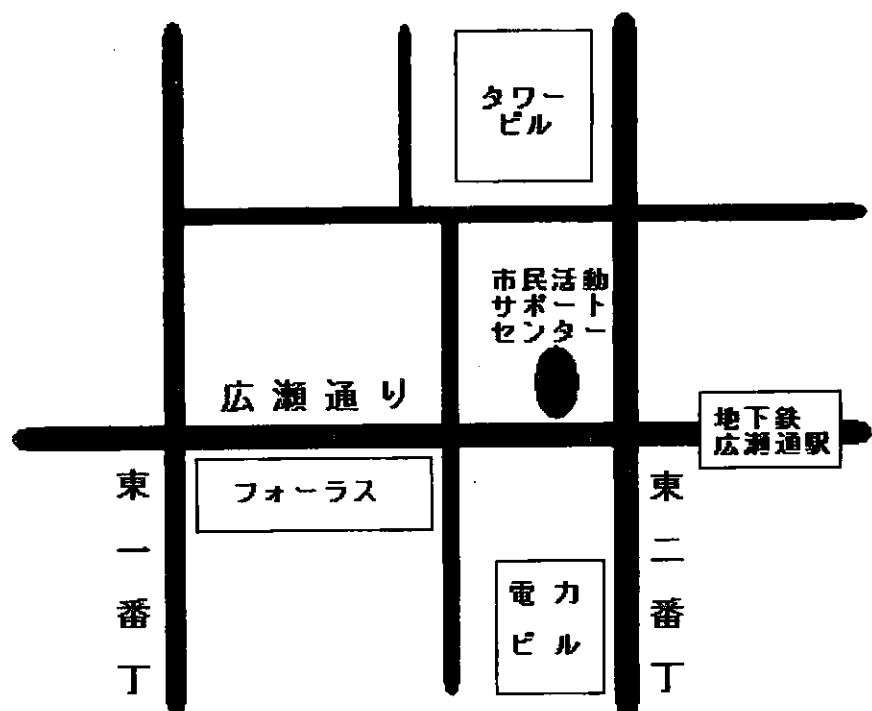 タワー
ビル
市民活動
サポート
センター
広瀬通り
地下鉄
広瀬通駅
フォーラス
東一番丁
東二番丁
電力
ビル